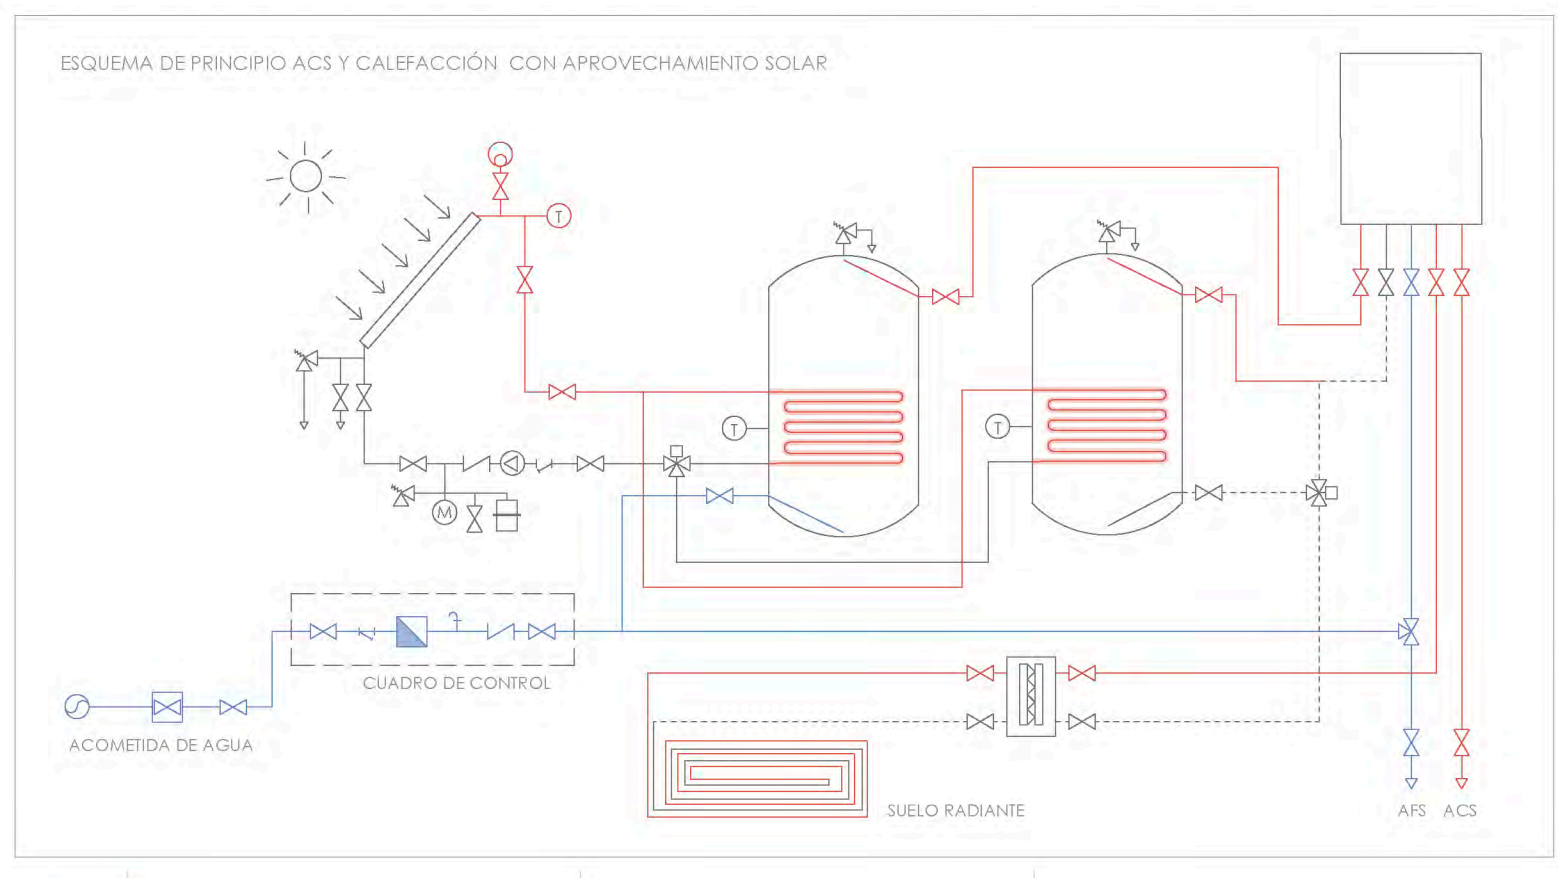 ESQUEMA DE PRINCIPIO ACS Y CALEFACCIÓN CON APROVECHAMIENTO SOLAR
T
T
T
M
CUADRO DE CONTROL
ACOMETIDA DE AGUA
SUELO RADIANTE
AFS
ACS